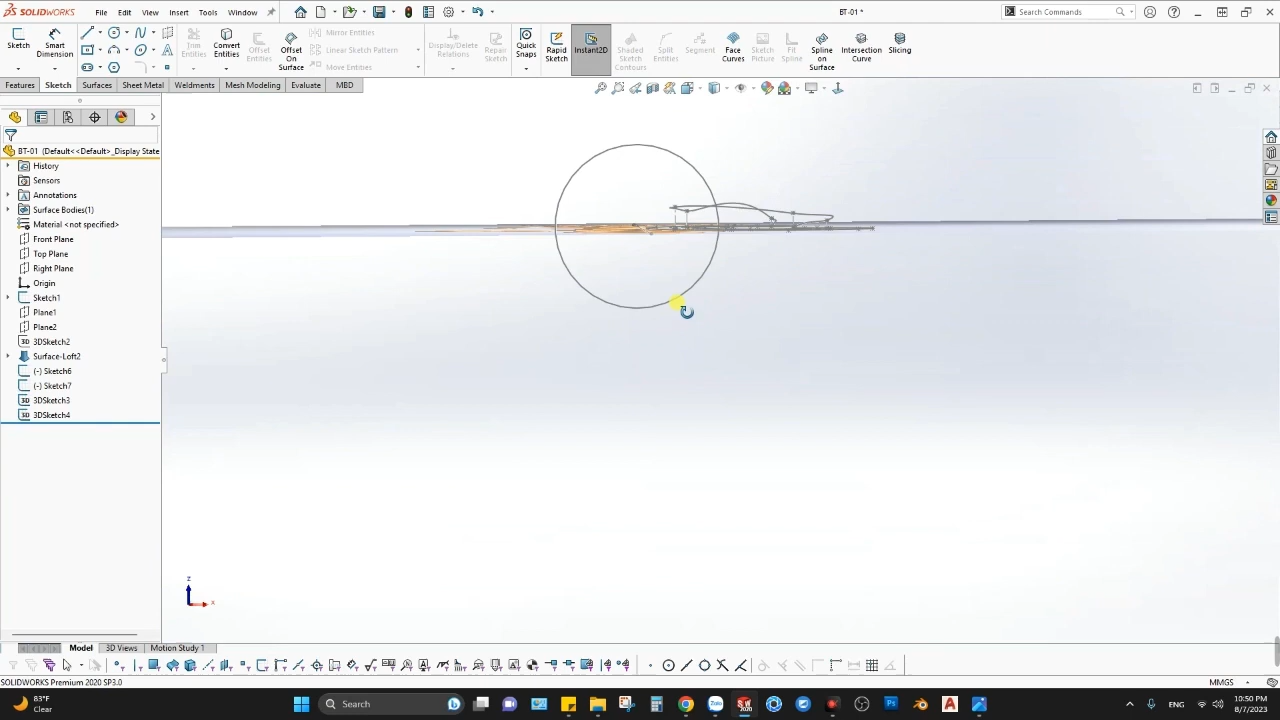 SOLIDWORKS File Edit View Insert Tools Window BT-01 * Search Commands
Sketch Smart Dimension Trim Entities Convert Entities Offset Entities Offset On Surface Mirror Entities Linear Sketch Pattern Move Entities Display/Delete Relations Repair Sketch Quick Snaps Rapid Sketch Instant2D Shaded Sketch Contours Split Entities Segment Face Curves Sketch Picture Fit Spline Spline on Surface Intersection Curve Slicing
Features Sketch Surfaces Sheet Metal Weldments Mesh Modeling Evaluate MBD
BT-01 (Default<<Default>_Display State
History
Sensors
Annotations
Surface Bodies(1)
Material <not specified>
Front Plane
Top Plane
Right Plane
Origin
Sketch1
Plane1
Plane2
3DSketch2
Surface-Loft2
(-) Sketch6
(-) Sketch7
3DSketch3
3DSketch4
z
x
Model 3D Views Motion Study 1
SOLIDWORKS Premium 2020 SP3.0 MMGS
83°F
Clear
Search
Zalo
2020
ENG
10:50 PM
8/7/2023